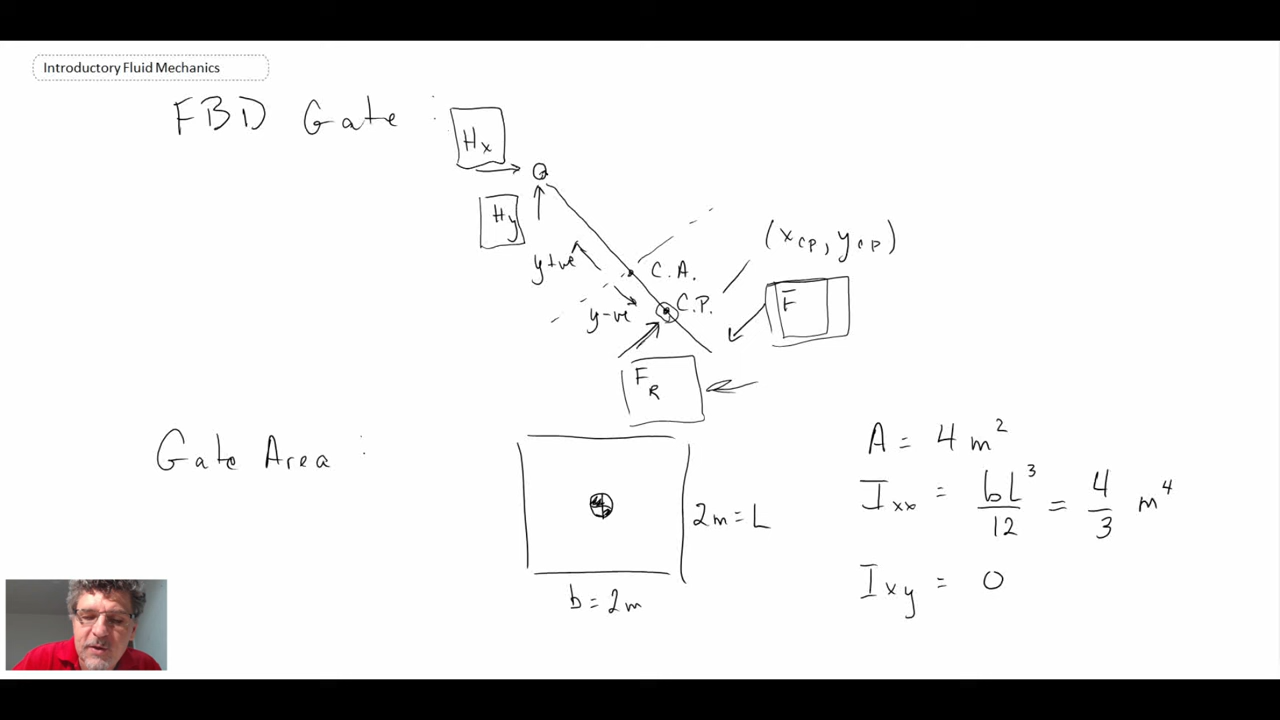 Introductory Fluid Mechanics
FBD Gate :
Hx
Hy
y+ve
C.A.
y-ve
C.P.
(xCP, yCP)
F
FR
Gate Area :
2m = L
b = 2m
A = 4 m²
Ixx = bL³/12 = 4/3 m⁴
Ixy = 0